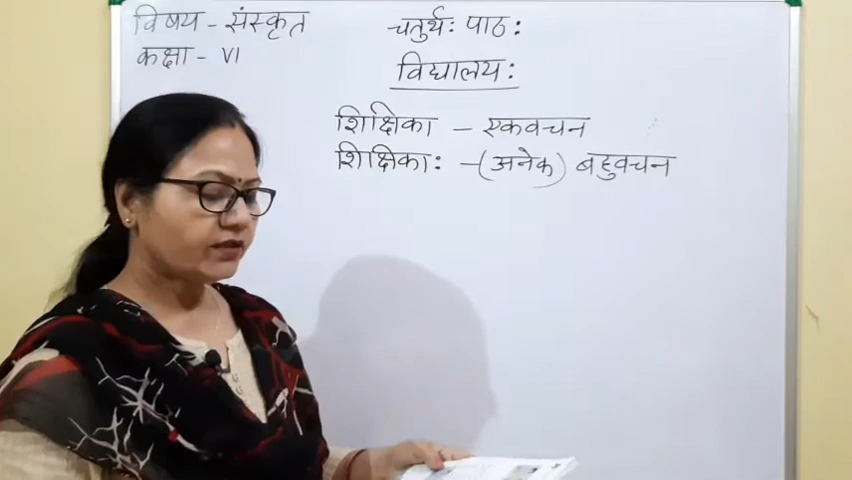 विषय - संस्कृत
कक्षा - VI
चतुर्थः पाठः
विद्यालयः
शिक्षिका - एकवचन
शिक्षिकाः - (अनेक) बहुवचन